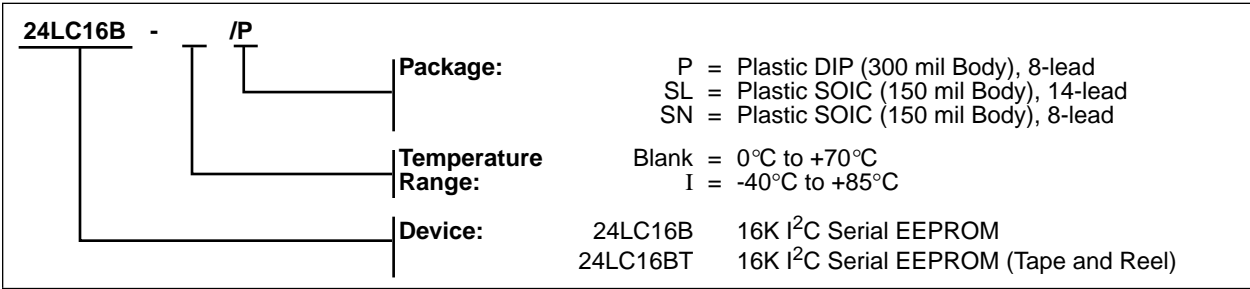 24LC16B - /P
Package: P = Plastic DIP (300 mil Body), 8-lead
SL = Plastic SOIC (150 mil Body), 14-lead
SN = Plastic SOIC (150 mil Body), 8-lead
Temperature Blank = 0°C to +70°C
Range: I = -40°C to +85°C
Device: 24LC16B 16K I²C Serial EEPROM
24LC16BT 16K I²C Serial EEPROM (Tape and Reel)